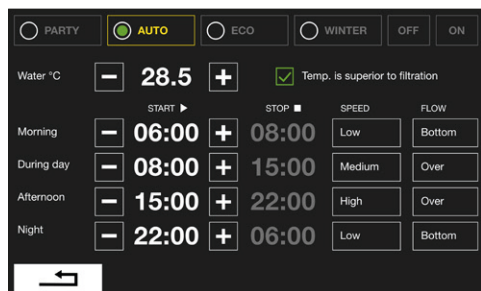 PARTY AUTO ECO WINTER OFF ON
Water °C − 28.5 + Temp. is superior to filtration
START ▶ STOP ■ SPEED FLOW
Morning − 06:00 + 08:00 Low Bottom
During day − 08:00 + 15:00 Medium Over
Afternoon − 15:00 + 22:00 High Over
Night − 22:00 + 06:00 Low Bottom